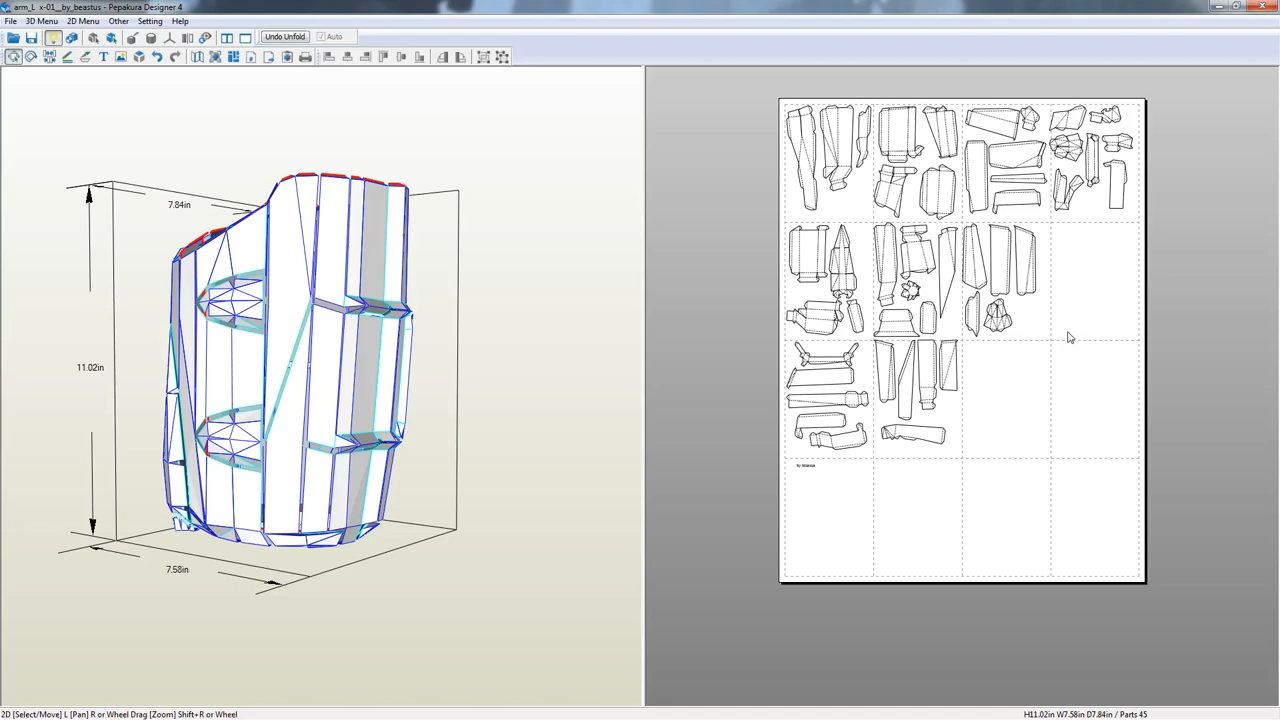 arm_L x-01__by_beastus - Pepakura Designer 4
File 3D Menu 2D Menu Other Setting Help
Undo Unfold Auto
7.84in
11.02in
7.58in
2D [Select/Move] L [Pan] R or Wheel Drag [Zoom] Shift+R or Wheel
H11.02in W7.58in D7.84in / Parts 45